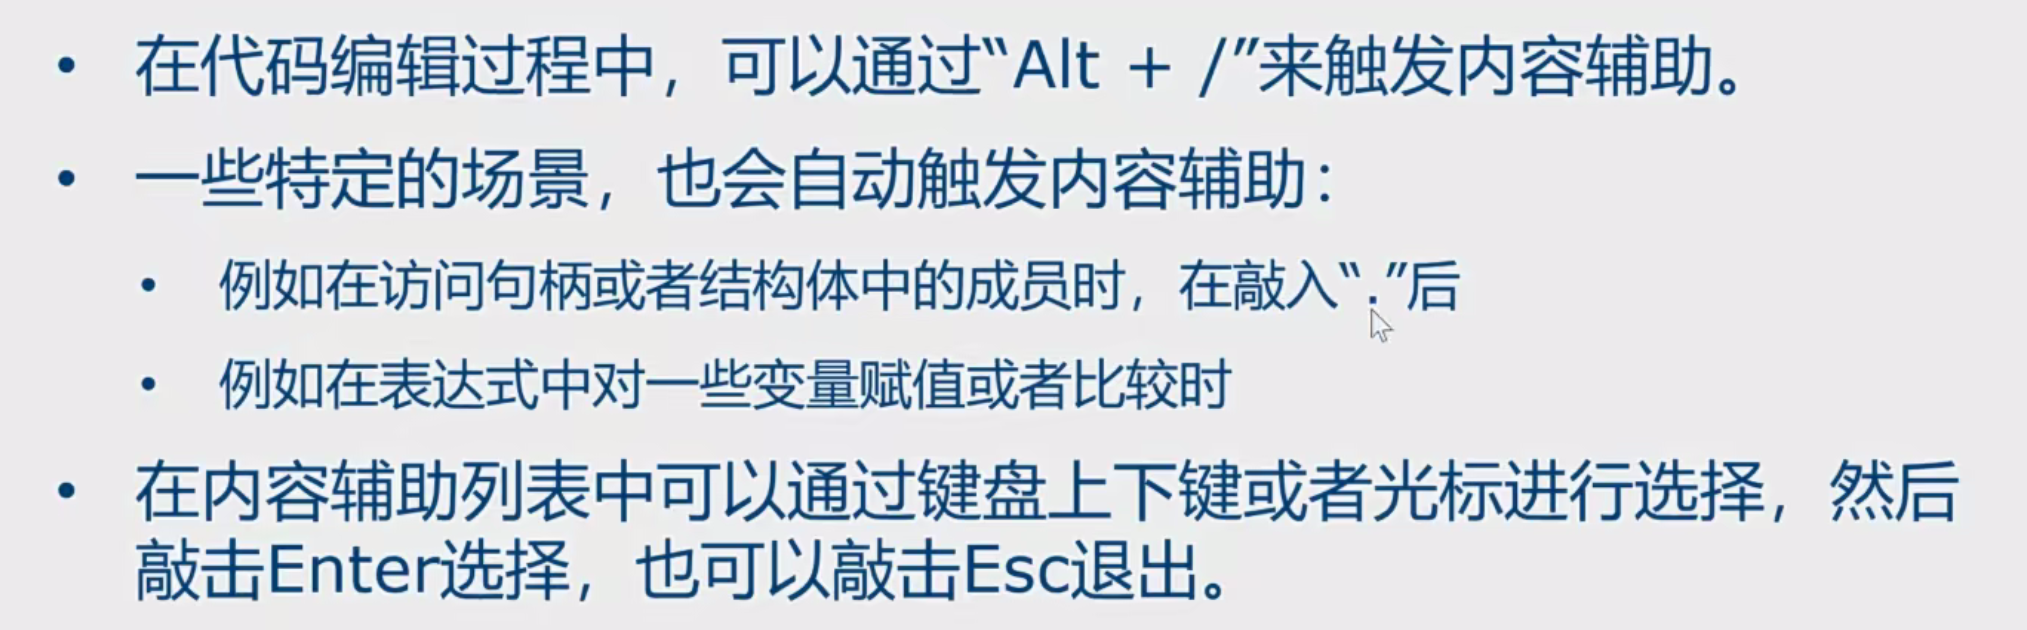 • 在代码编辑过程中，可以通过“Alt + /”来触发内容辅助。
• 一些特定的场景，也会自动触发内容辅助：
• 例如在访问句柄或者结构体中的成员时，在敲入“.”后
• 例如在表达式中对一些变量赋值或者比较时
• 在内容辅助列表中可以通过键盘上下键或者光标进行选择，然后
敲击Enter选择，也可以敲击Esc退出。